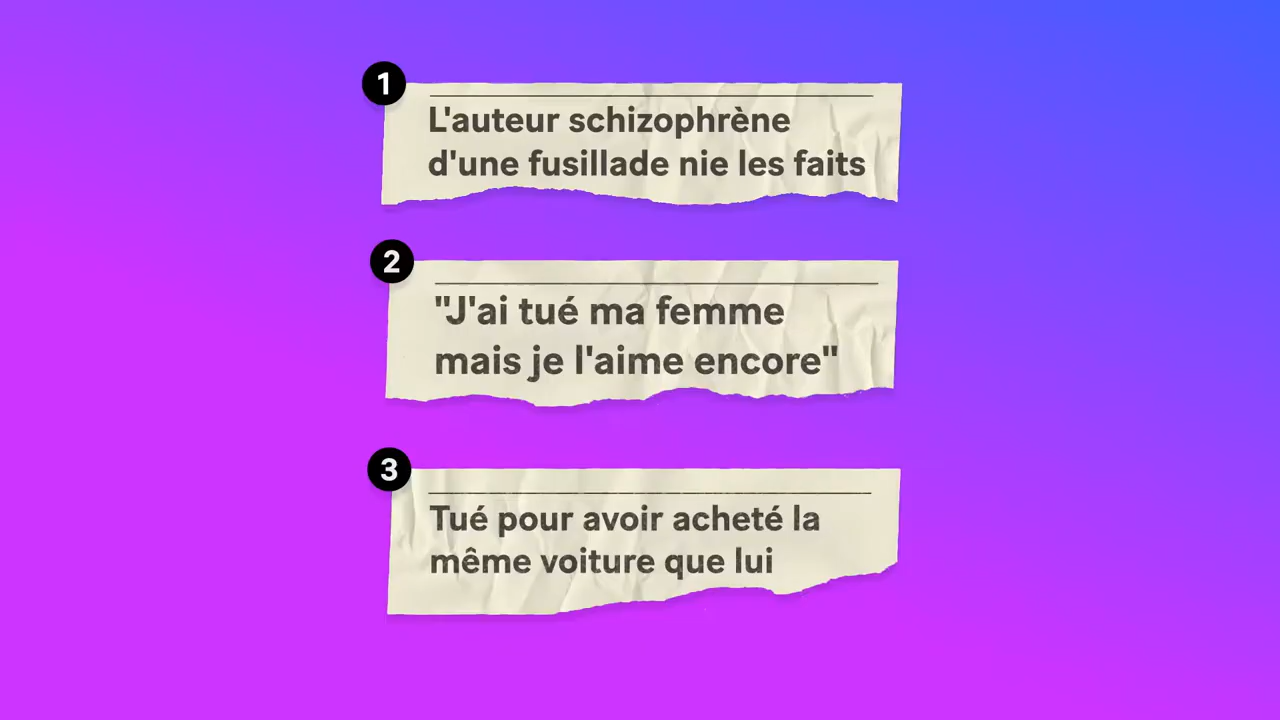 1
L'auteur schizophrène
d'une fusillade nie les faits
2
"J'ai tué ma femme
mais je l'aime encore"
3
Tué pour avoir acheté la
même voiture que lui